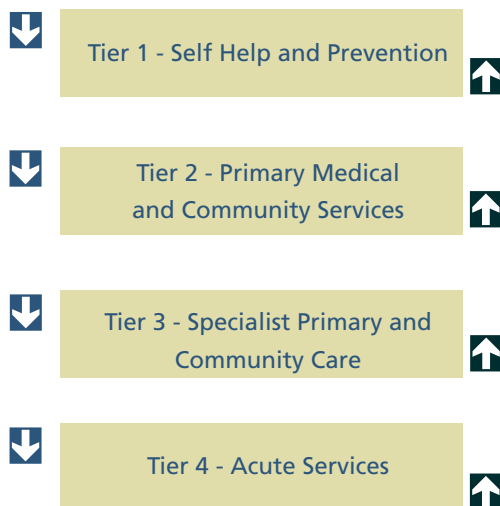 Tier 1 - Self Help and Prevention
Tier 2 - Primary Medical
and Community Services
Tier 3 - Specialist Primary and
Community Care
Tier 4 - Acute Services